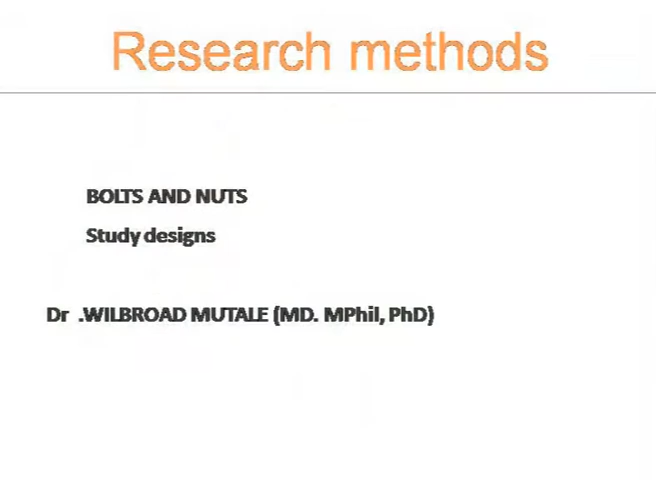 Research methods
BOLTS AND NUTS
Study designs
Dr .WILBROAD MUTALE (MD. MPhil, PhD)